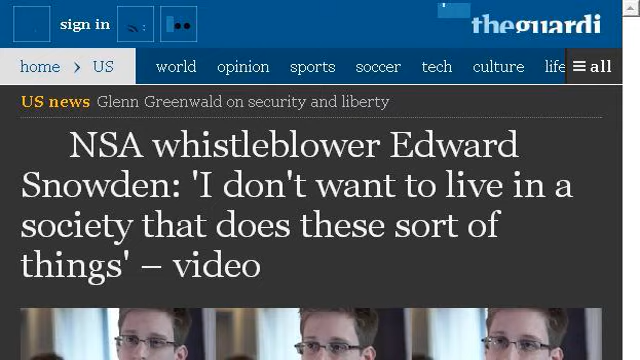 sign in
theguardi
home › US world opinion sports soccer tech culture life ≡ all
US news Glenn Greenwald on security and liberty
NSA whistleblower Edward
Snowden: 'I don't want to live in a
society that does these sort of
things' – video